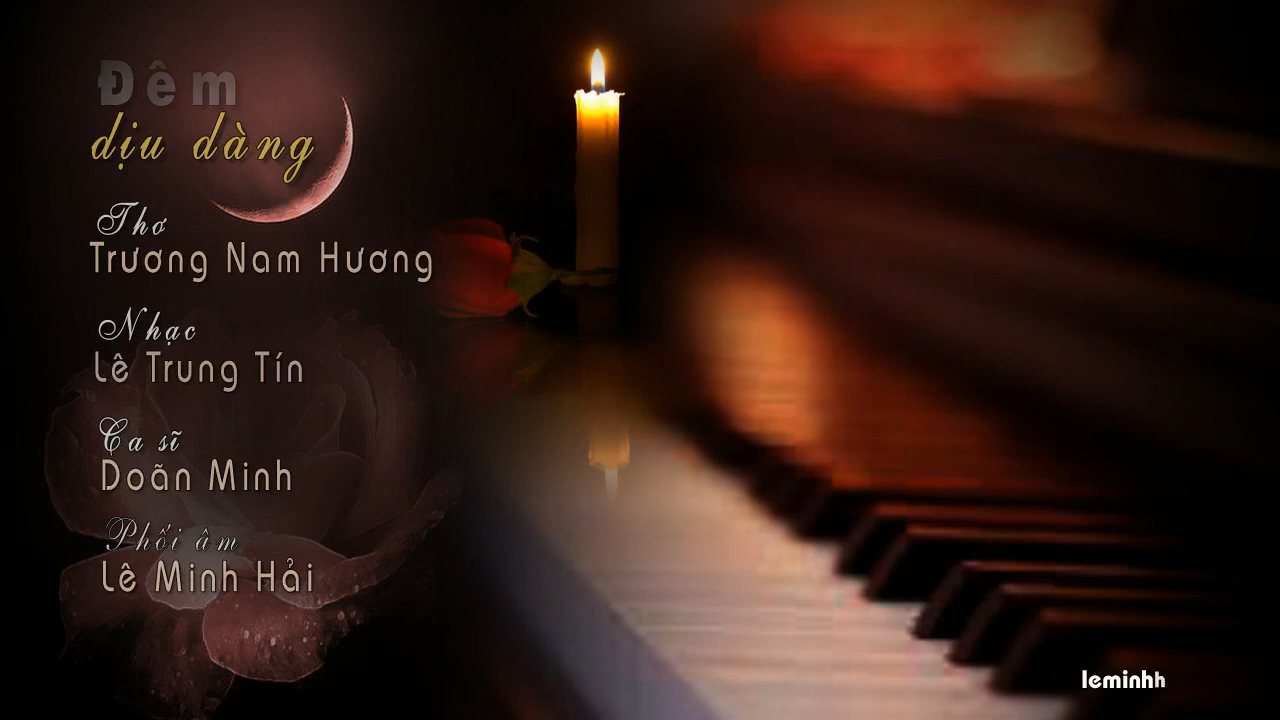 Đêm
dịu dàng
Thơ
Trương Nam Hương
Nhạc
Lê Trung Tín
Ca sĩ
Doãn Minh
Phối âm
Lê Minh Hải
leminhh